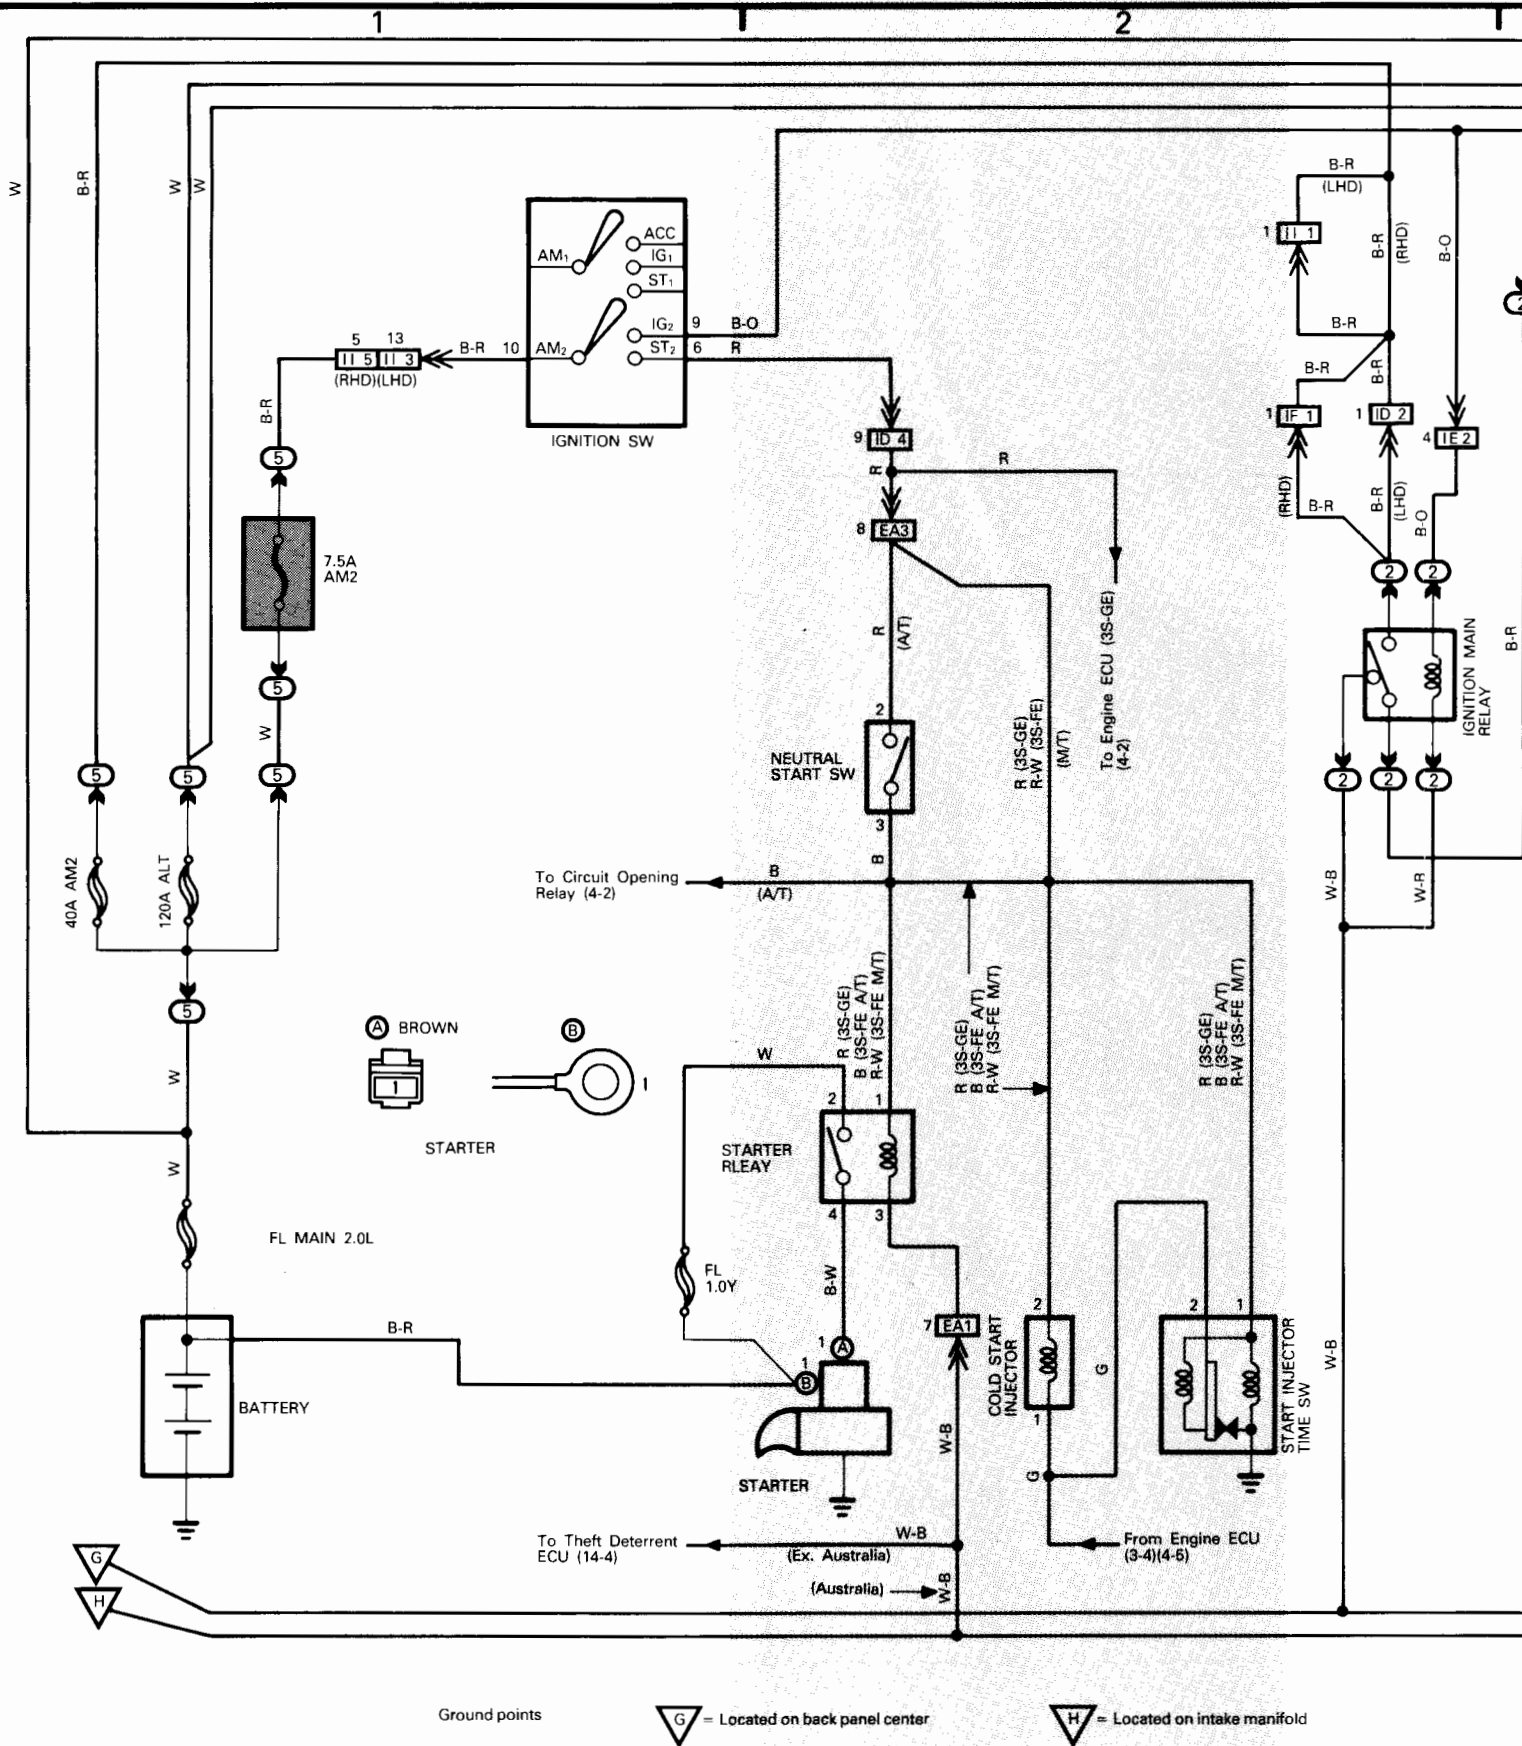 1
2
W
B-R
W
W
AM1
ACC
IG1
ST1
AM2
IG2
ST2
10
9
6
B-O
R
IGNITION SW
5
13
II 5
II 3
(RHD)(LHD)
B-R
B-R
5
7.5A
AM2
5
W
5
5
5
40A AM2
120A ALT
5
W
W
FL MAIN 2.0L
BATTERY
B-R
A
BROWN
B
1
1
STARTER
9
ID 4
R
R
8
EA3
R
(A/T)
R (3S-GE)
R-W (3S-FE)
(M/T)
To Engine ECU (3S-GE)
(4-2)
2
NEUTRAL
START SW
3
B
To Circuit Opening
Relay (4-2)
B
(A/T)
R (3S-GE)
B (3S-FE A/T)
R-W (3S-FE M/T)
R (3S-GE)
B (3S-FE A/T)
R-W (3S-FE M/T)
R (3S-GE)
B (3S-FE A/T)
R-W (3S-FE M/T)
W
2
1
STARTER
RLEAY
4
3
FL
1.0Y
B-W
1
A
1
B
STARTER
7
EA1
W-B
2
COLD START
INJECTOR
1
G
G
2
1
START INJECTOR
TIME SW
To Theft Deterrent
ECU (14-4)
W-B
(Ex. Australia)
(Australia)
W-B
From Engine ECU
(3-4)(4-5)
B-R
(LHD)
1
II 1
B-R
(RHD)
B-O
B-R
B-R
B-R
1
IF 1
1
ID 2
4
IE 2
(RHD)
B-R
B-R
(LHD)
B-O
2
2
IGNITION MAIN
RELAY
B-R
2
2
2
2
W-B
W-R
W-B
G
H
Ground points
G
= Located on back panel center
H
= Located on intake manifold